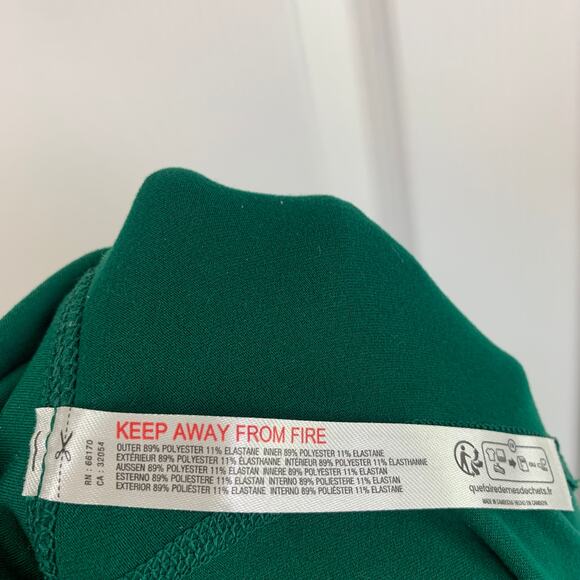 RN : 66170
CA : 32054
KEEP AWAY FROM FIRE
OUTER 89% POLYESTER 11% ELASTANE INNER 89% POLYESTER 11% ELASTANE
EXTÉRIEUR 89% POLYESTER 11% ÉLASTHANNE INTÉRIEUR 89% POLYESTER 11% ÉLASTHANNE
AUSSEN 89% POLYESTER 11% ELASTAN INNERE 89% POLYESTER 11% ELASTAN
ESTERNO 89% POLIESTERE 11% ELASTAN INTERNO 89% POLIESTERE 11% ELASTAN
EXTERIOR 89% POLIÉSTER 11% ELASTANO INTERNO 89% POLIÉSTER 11% ELASTANO
quefairedemesdechets.fr
MADE IN CAMBODIA/ HECHO EN CAMBOYA